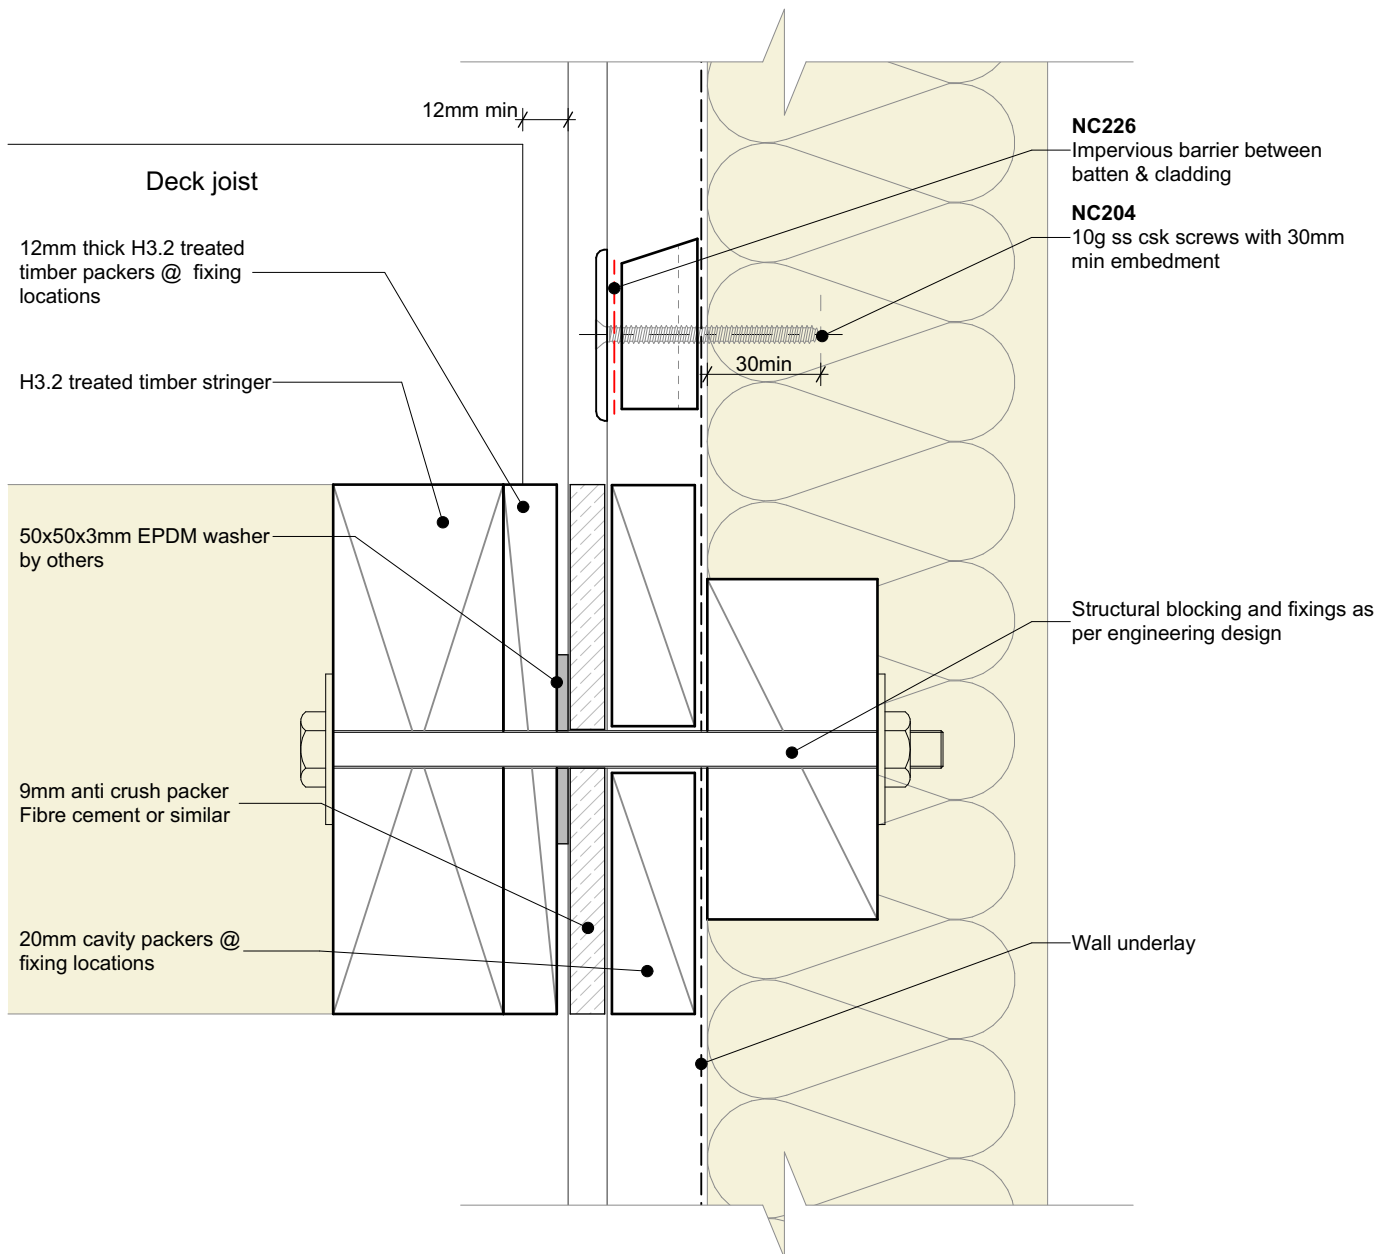 12mm min
Deck joist
12mm thick H3.2 treated
timber packers @ fixing
locations
H3.2 treated timber stringer
50x50x3mm EPDM washer
by others
9mm anti crush packer
Fibre cement or similar
20mm cavity packers @
fixing locations
NC226
Impervious barrier between
batten & cladding
NC204
10g ss csk screws with 30mm
min embedment
30min
Structural blocking and fixings as
per engineering design
Wall underlay